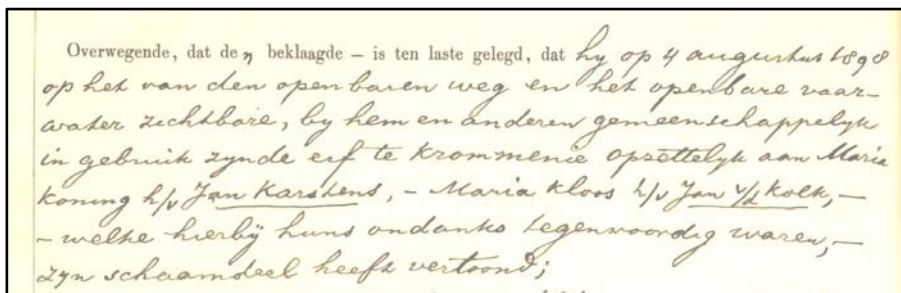 Overwegende, dat den beklaagde – is ten laste gelegd, dat hy op 4 augustus 1898
op het van den openbaren weg en het openbare vaar-
water zichtbare, by hem en anderen gemeenschappelyk
in gebruik zynde erf te Krommenie opzettelyk aan Maria
Koning h/v Jan Karstens, – Maria Kloos h/v Jan v/d Kolk, –
– welke hierbÿ huns ondanks tegenwoordig waren, –
zyn schaamdeel heeft vertoond;